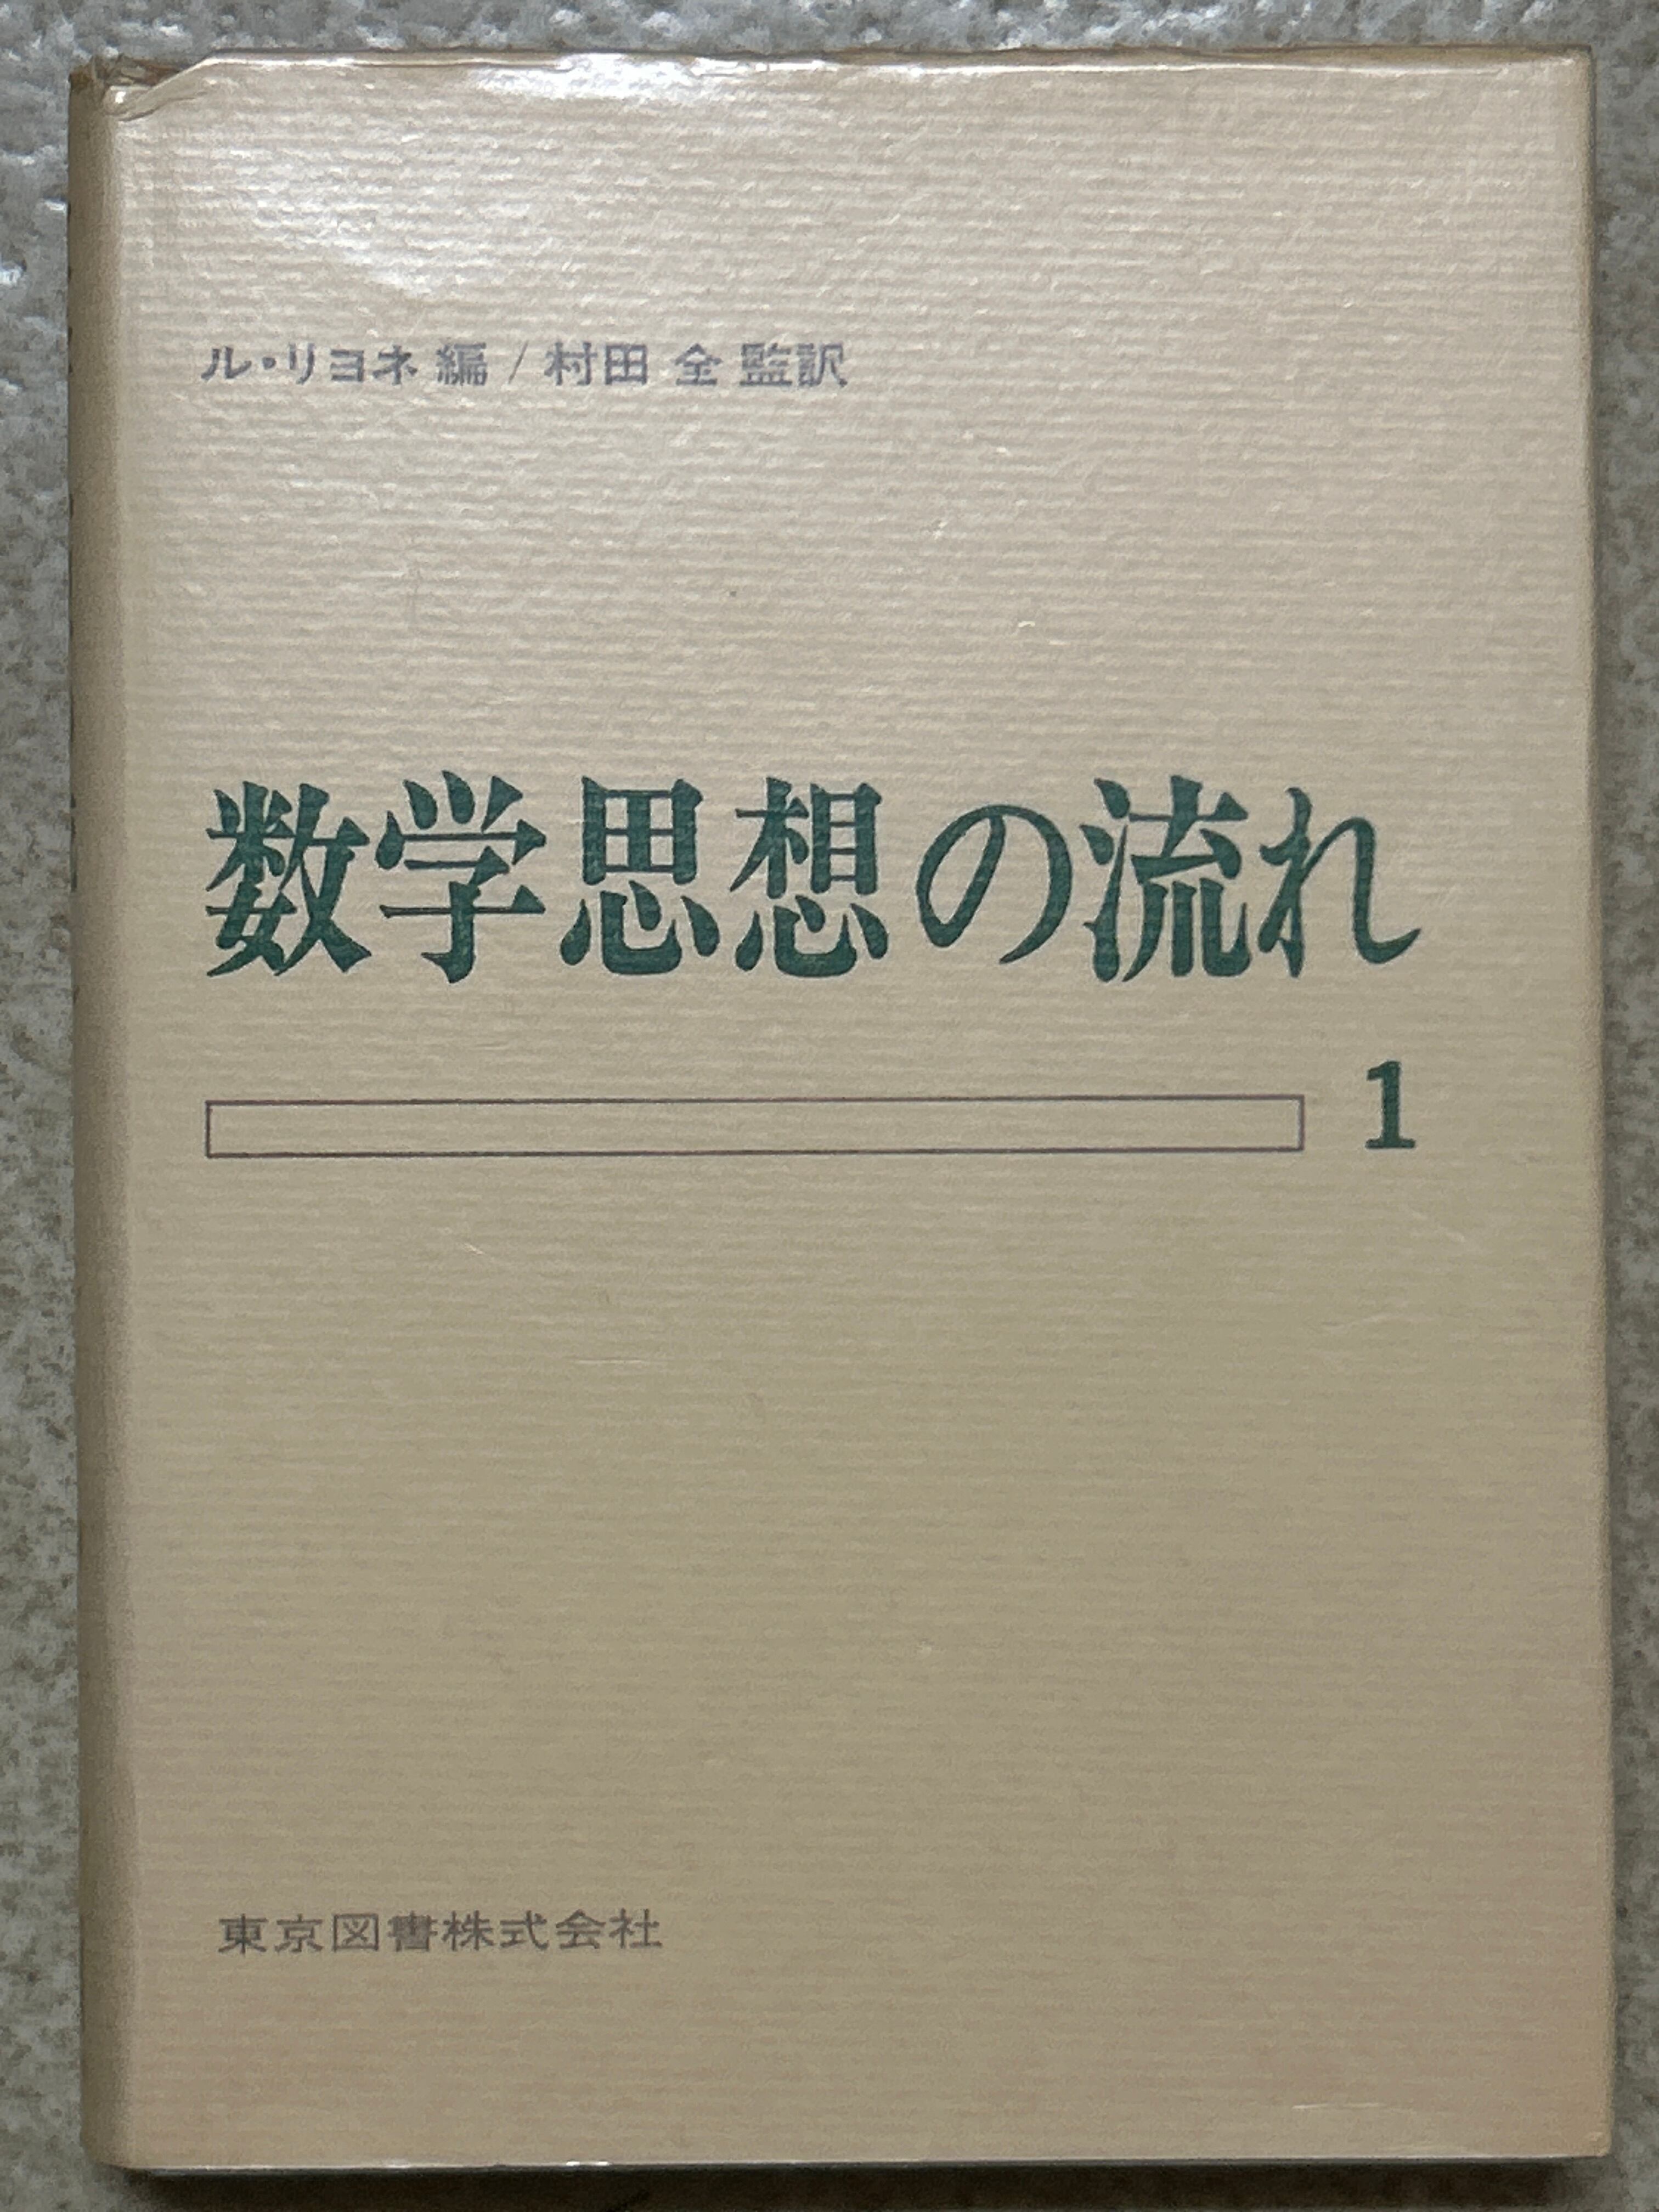 ル・リヨネ 編 / 村田 全 監訳
数学思想の流れ
1
東京図書株式会社